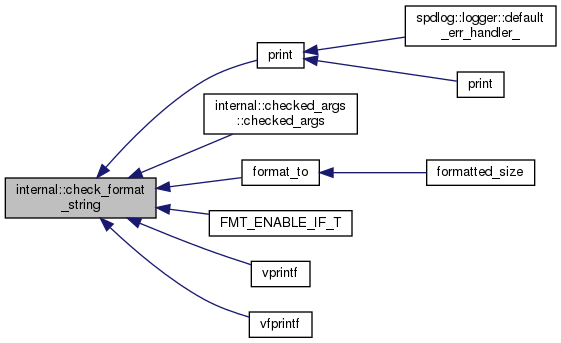 spdlog::logger::default
_err_handler_
print
print
internal::checked_args
::checked_args
format_to
formatted_size
internal::check_format
_string
FMT_ENABLE_IF_T
vprintf
vfprintf